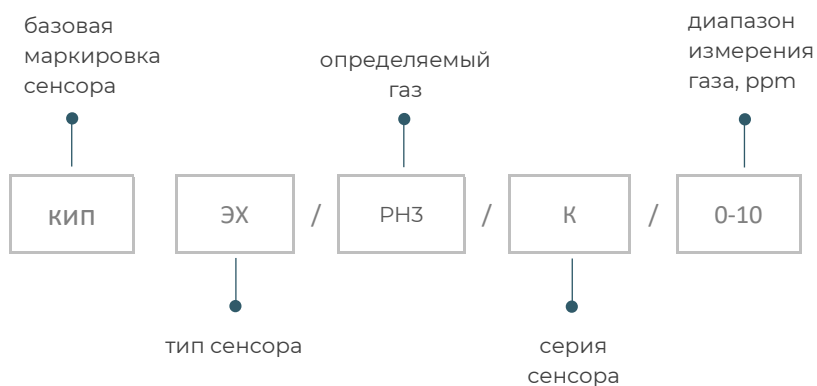 базовая
маркировка
сенсора
определяемый
газ
диапазон
измерения
газа, ppm
кип ЭХ / PH3 / К / 0-10
тип сенсора
серия
сенсора